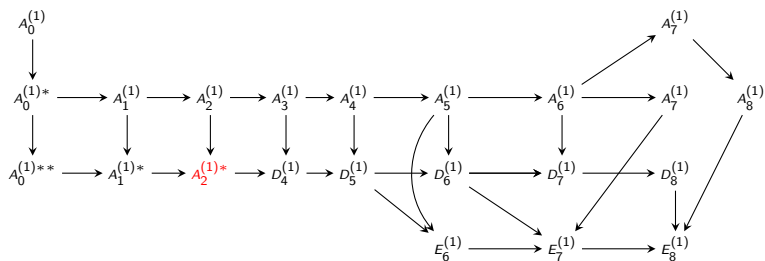 A_0^{(1)} A_7^{(1)}
A_0^{(1)*} A_1^{(1)} A_2^{(1)} A_3^{(1)} A_4^{(1)} A_5^{(1)} A_6^{(1)} A_7^{(1)} A_8^{(1)}
A_0^{(1)**} A_1^{(1)*} A_2^{(1)*} D_4^{(1)} D_5^{(1)} D_6^{(1)} D_7^{(1)} D_8^{(1)}
E_6^{(1)} E_7^{(1)} E_8^{(1)}